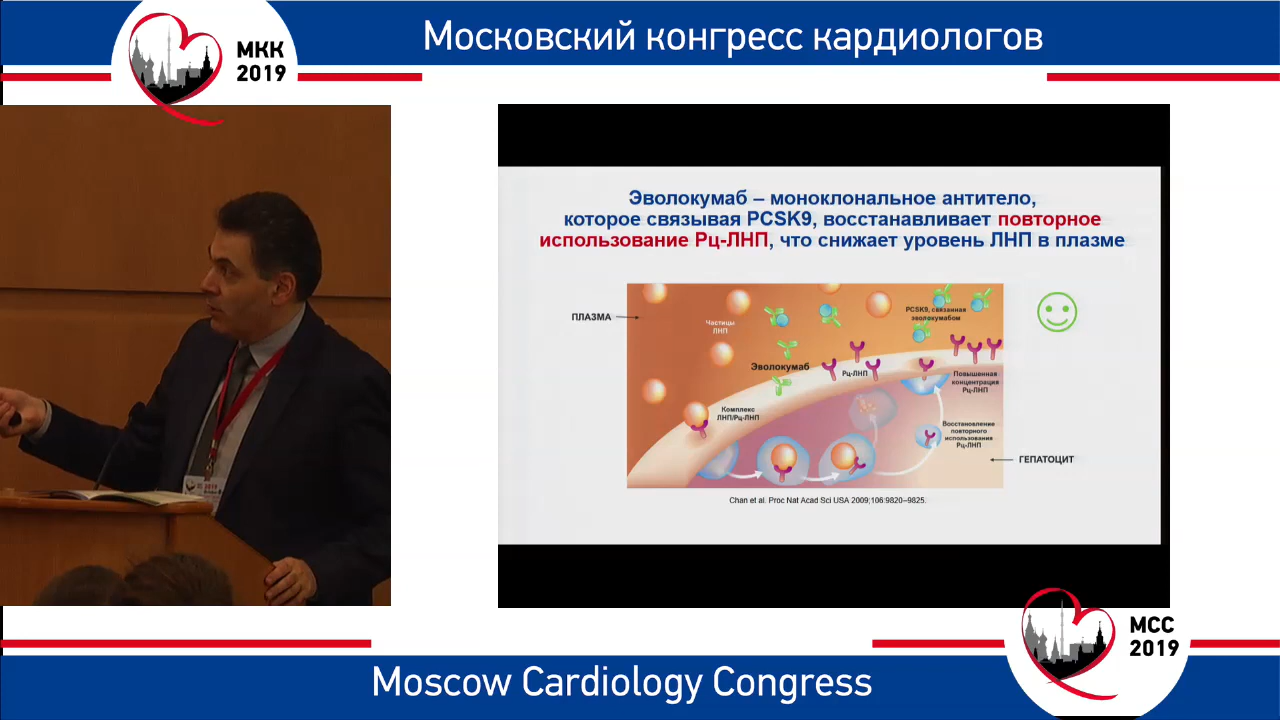 МКК
2019
Московский конгресс кардиологов
Эволокумаб – моноклональное антитело,
которое связывая PCSK9, восстанавливает повторное
использование Рц-ЛНП, что снижает уровень ЛНП в плазме
ПЛАЗМА
Частицы
ЛНП
PCSK9, связанная
эволокумабом
Эволокумаб
Рц-ЛНП
Повышенная
концентрация
Рц-ЛНП
Комплекс
ЛНП/Рц-ЛНП
Восстановление
повторного
использования
Рц-ЛНП
ГЕПАТОЦИТ
Chan et al. Proc Nat Acad Sci USA 2009;106:9820–9825.
МСС
2019
Moscow Cardiology Congress